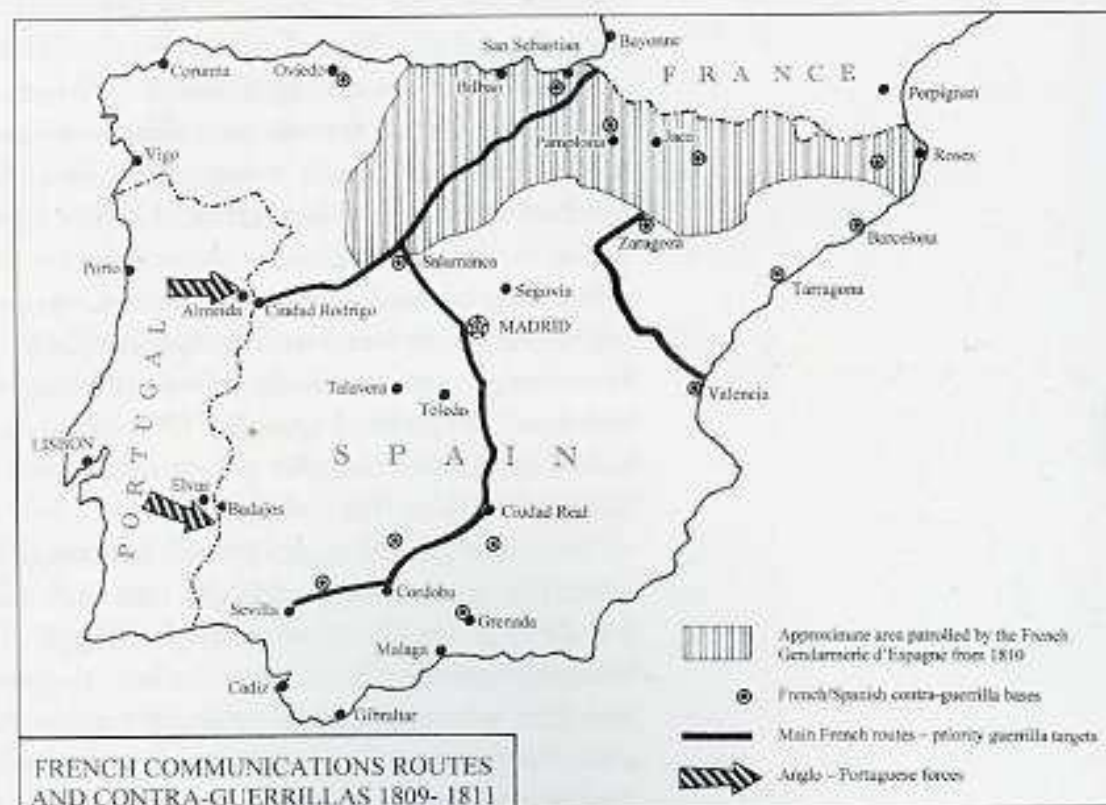 San Sebastian
Bayonne
Corunna
Oviedo
Bilbao
FRANCE
Perpignan
Pamplona
Jaca
Rosex
Vigo
Zaragora
Barcelona
Porto
Salamanca
Tarragona
Almeida
Ciudad Rodrigo
Segovia
MADRID
PORTUGAL
Talavera
Toledo
Valencia
LISBON
SPAIN
Elvas
Badajos
Ciudad Real
Cordoba
Sevilla
Grenada
Malaga
Cadiz
Gibraltar
Approximate area patrolled by the French
Gendarmerie d'Espagne from 1810
French/Spanish contra-guerrilla bases
Main French routes – priority guerrilla targets
Anglo – Portuguese forces
FRENCH COMMUNICATIONS ROUTES
AND CONTRA-GUERRILLAS 1809- 1811